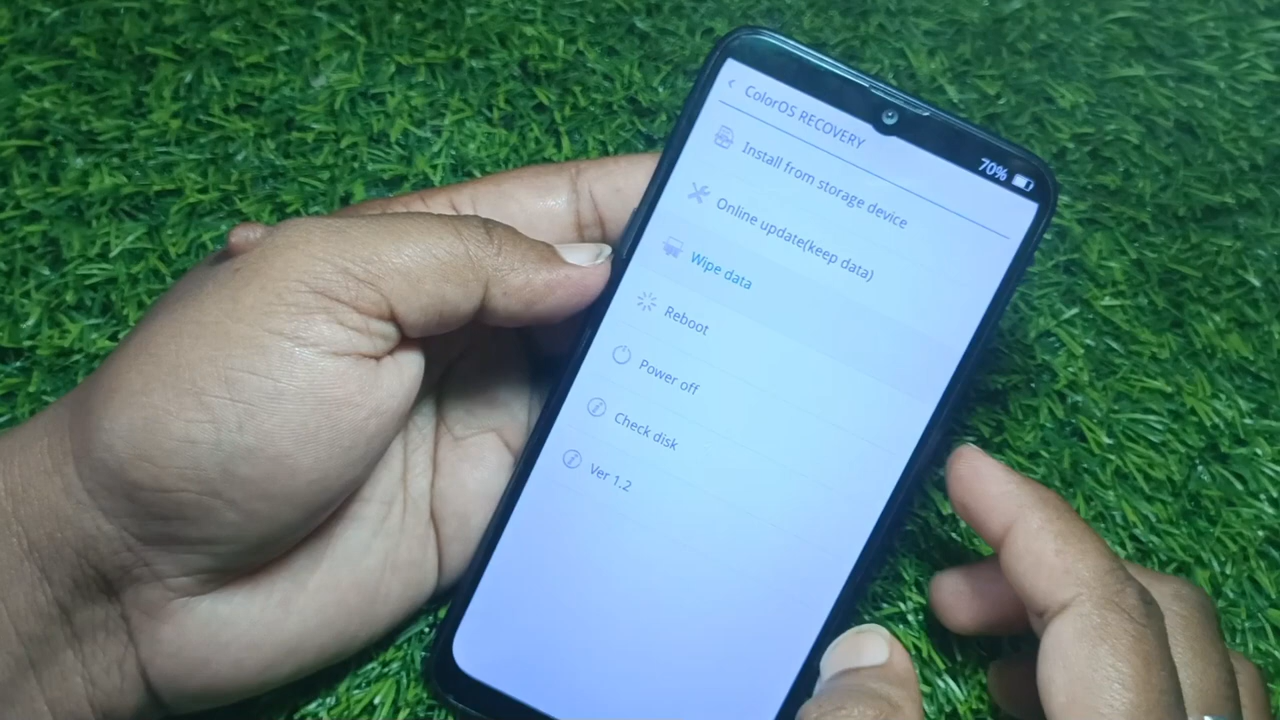 ColorOS RECOVERY
70%
Install from storage device
Online update(keep data)
Wipe data
Reboot
Power off
Check disk
Ver 1.2